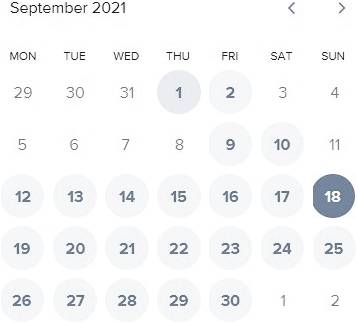 September 2021
MON TUE WED THU FRI SAT SUN
29 30 31 1 2 3 4
5 6 7 8 9 10 11
12 13 14 15 16 17 18
19 20 21 22 23 24 25
26 27 28 29 30 1 2